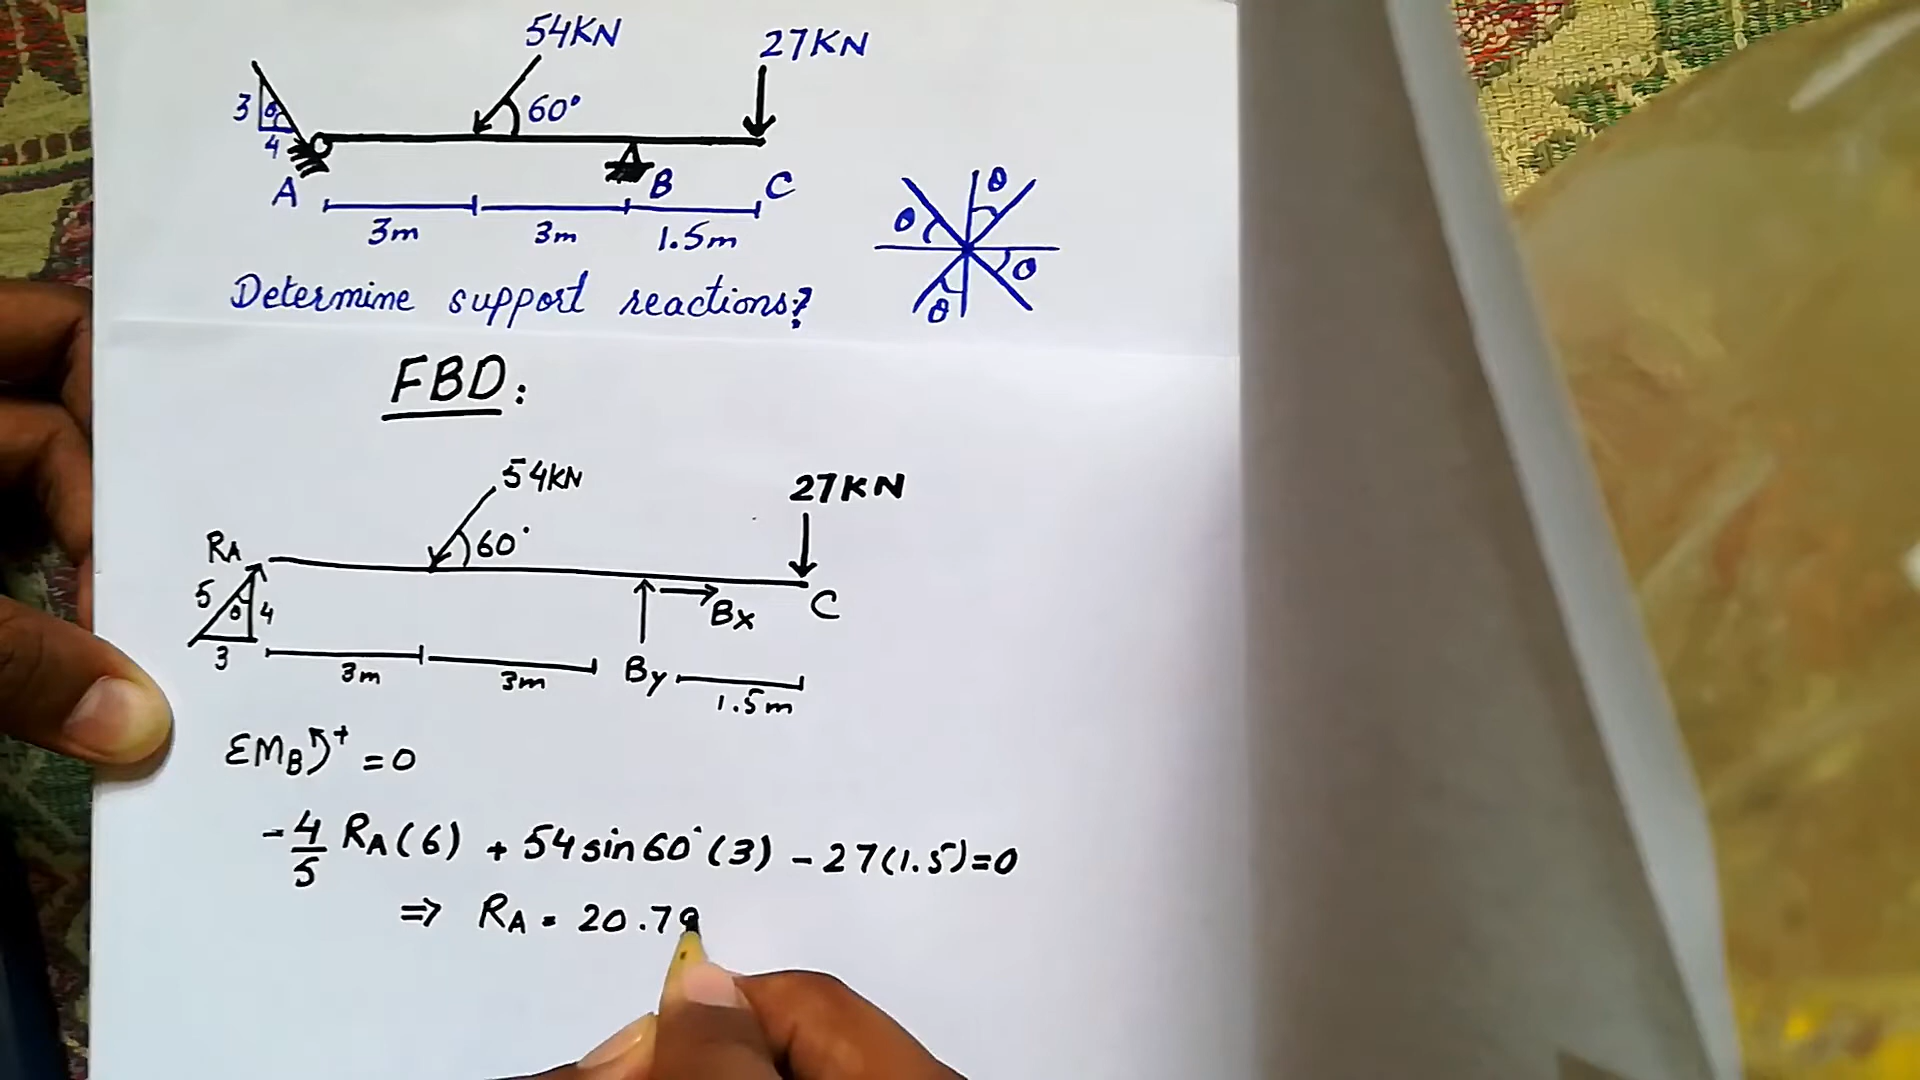 54KN
27KN
3
θ
4
60°
A
B
C
3m
3m
1.5m
θ
θ
θ
θ
Determine support reactions?
FBD:
54KN
27KN
RA
60°
5
θ
4
Bx
C
3
3m
3m
By
1.5m
ΣMB)+ = 0
-4/5 RA(6) + 54sin60°(3) - 27(1.5)=0
⇒ RA = 20.79